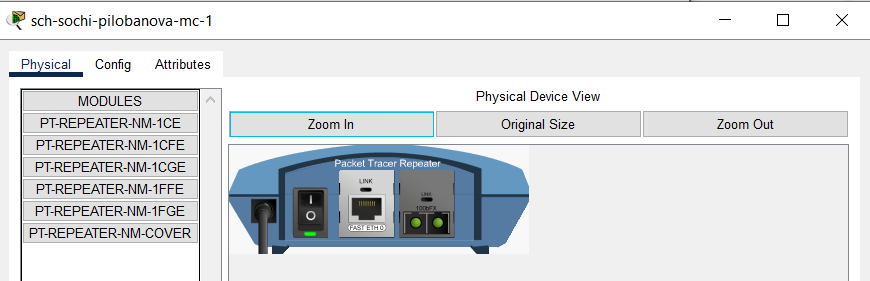 sch-sochi-pilobanova-mc-1
Physical Config Attributes
MODULES
PT-REPEATER-NM-1CE
PT-REPEATER-NM-1CFE
PT-REPEATER-NM-1CGE
PT-REPEATER-NM-1FFE
PT-REPEATER-NM-1FGE
PT-REPEATER-NM-COVER
Physical Device View
Zoom In Original Size Zoom Out
Packet Tracer Repeater
LINK
FAST ETH 0
LINK
100bFX